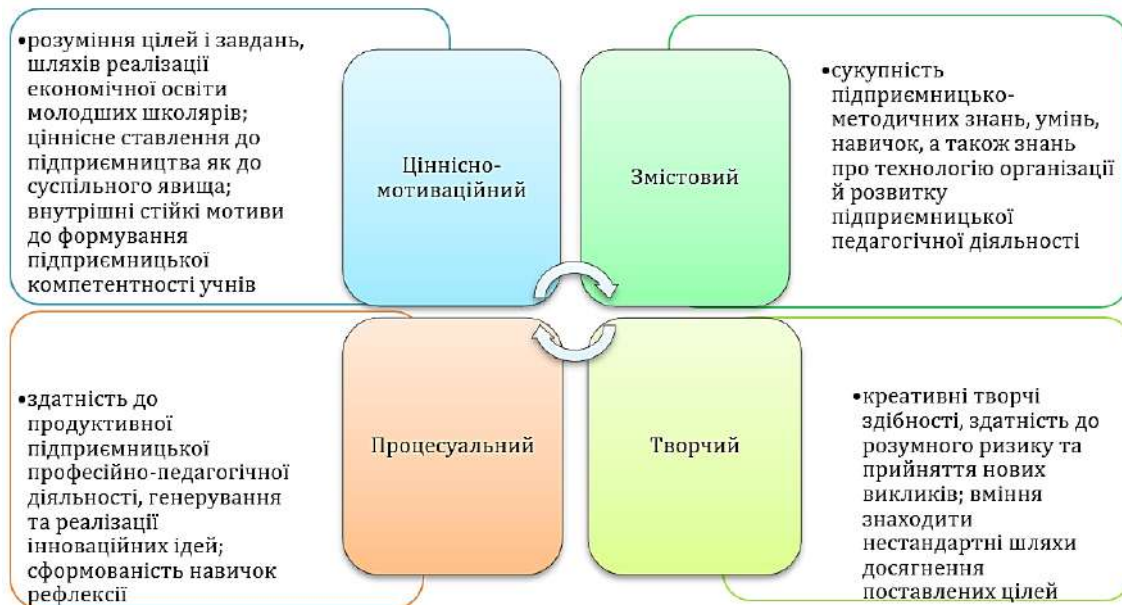 •розуміння цілей і завдань,
шляхів реалізації
економічної освіти
молодших школярів;
ціннісне ставлення до
підприємництва як до
суспільного явища;
внутрішні стійкі мотиви
до формування
підприємницької
компетентності учнів
Ціннісно-
мотиваційний
Змістовий
•сукупність
підприємницько-
методичних знань, умінь,
навичок, а також знань
про технологію організації
й розвитку
підприємницької
педагогічної діяльності
•здатність до
продуктивної
підприємницької
професійно-педагогічної
діяльності, генерування
та реалізації
інноваційних ідей;
сформованість навичок
рефлексії
Процесуальний
Творчий
•креативні творчі
здібності, здатність до
розумного ризику та
прийняття нових
викликів; вміння
знаходити
нестандартні шляхи
досягнення
поставлених цілей